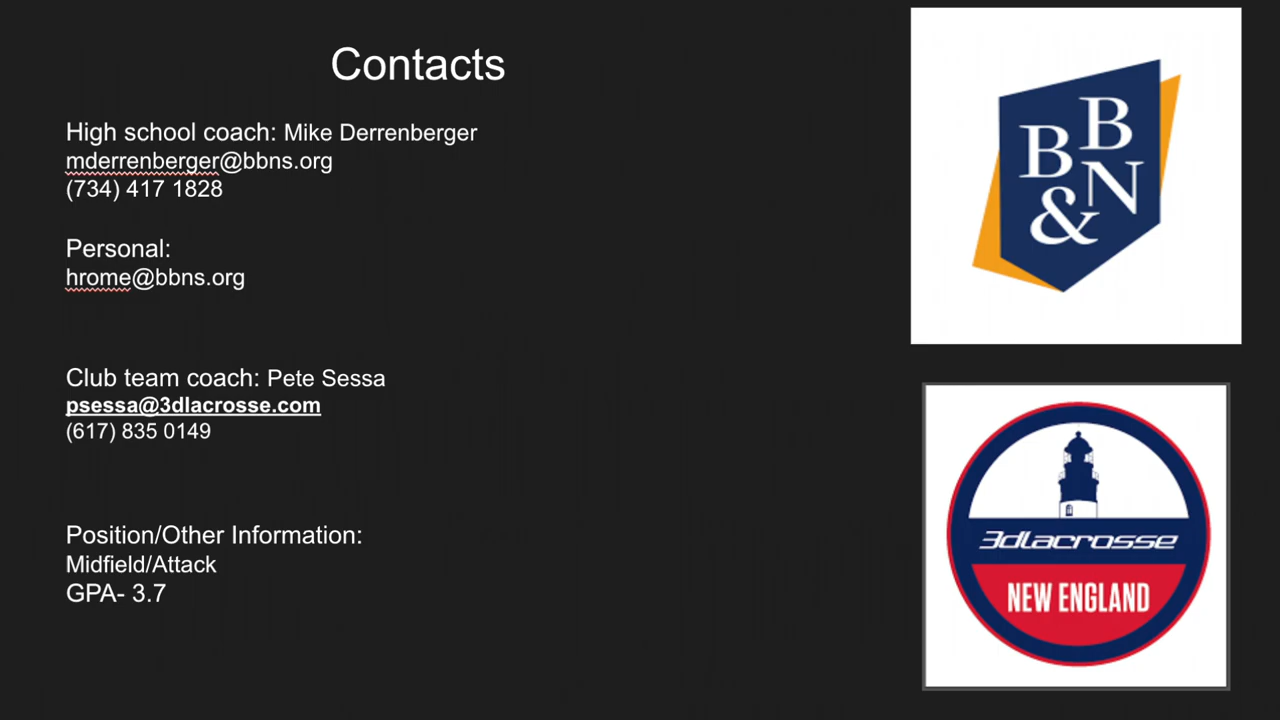 Contacts
High school coach: Mike Derrenberger
mderrenberger@bbns.org
(734) 417 1828
Personal:
hrome@bbns.org
Club team coach: Pete Sessa
psessa@3dlacrosse.com
(617) 835 0149
Position/Other Information:
Midfield/Attack
GPA- 3.7
B B
& N
3dlacrosse
NEW ENGLAND